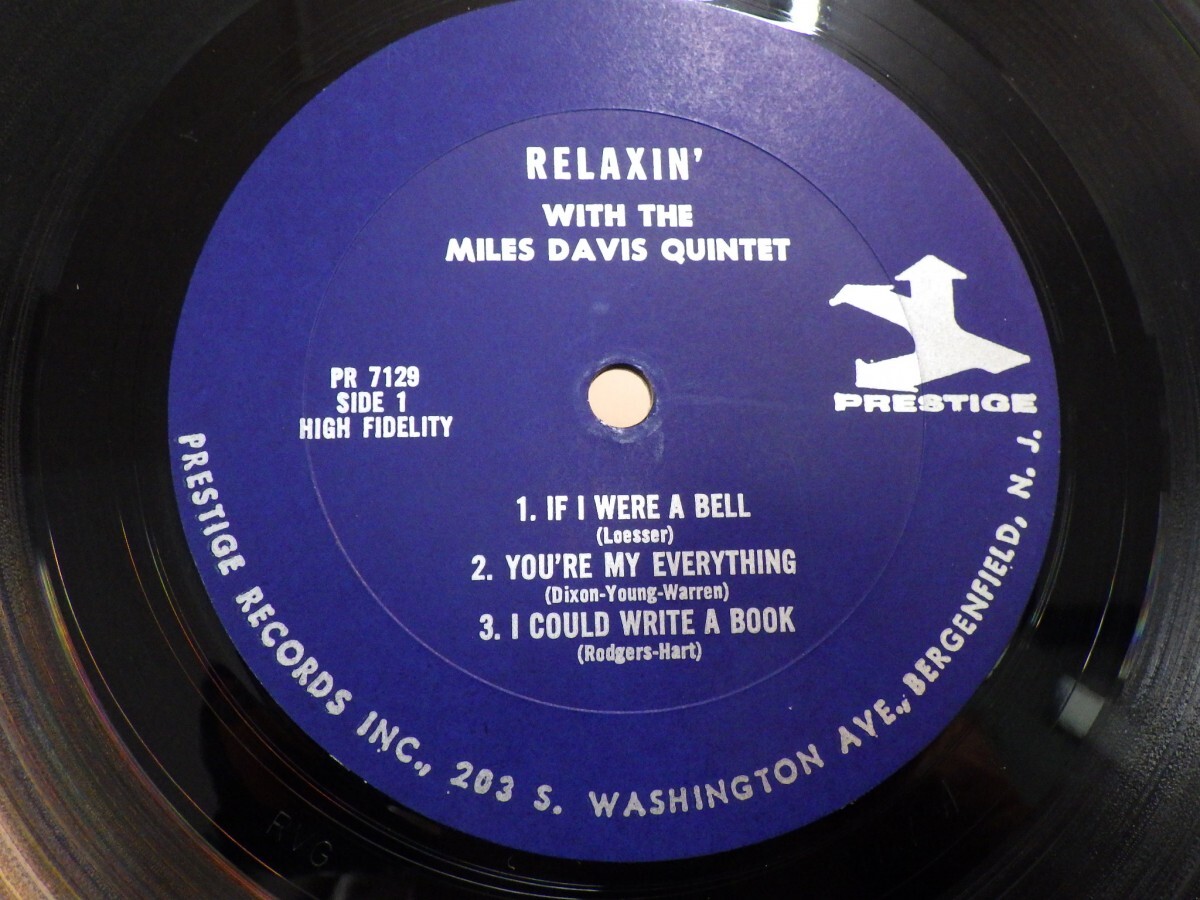 RELAXIN'
WITH THE
MILES DAVIS QUINTET
PRESTIGE
PR 7129
SIDE 1
HIGH FIDELITY
1. IF I WERE A BELL
(Loesser)
2. YOU'RE MY EVERYTHING
(Dixon-Young-Warren)
3. I COULD WRITE A BOOK
(Rodgers-Hart)
PRESTIGE RECORDS INC., 203 S. WASHINGTON AVE., BERGENFIELD, N. J.
RVG